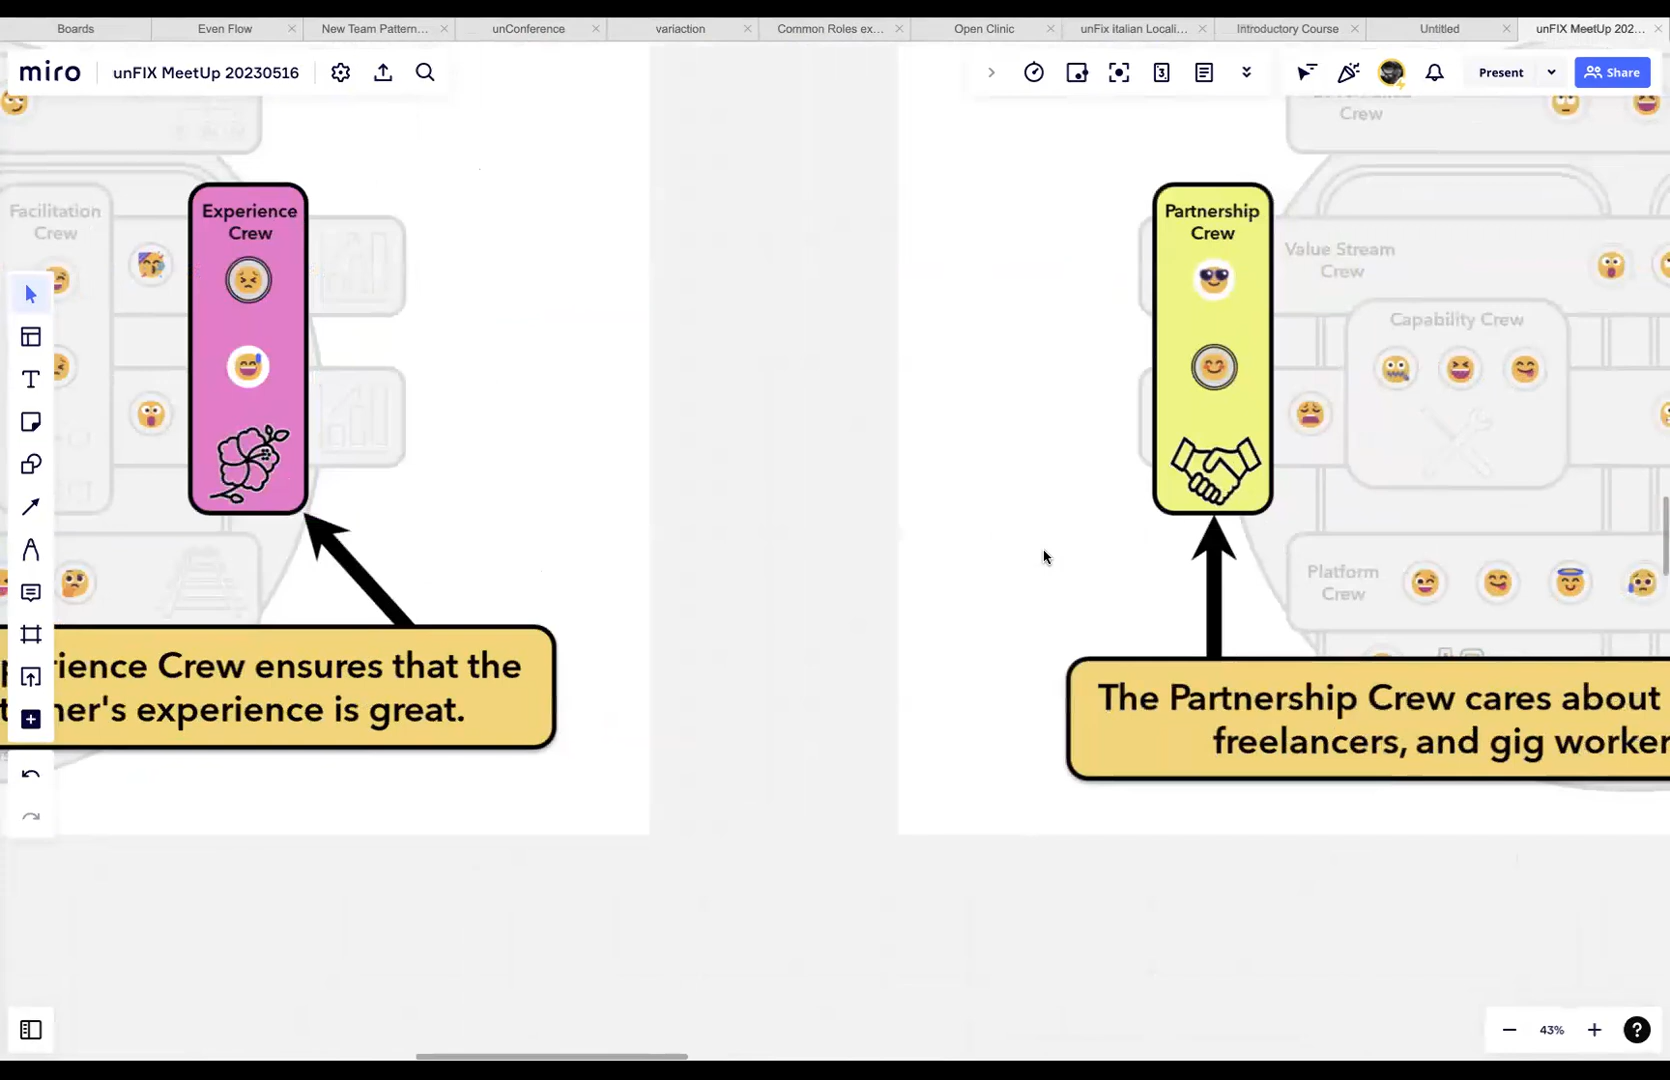 Boards
Even Flow
New Team Pattern...
unConference
variaction
Common Roles ex...
Open Clinic
unFix italian Locali...
Introductory Course
Untitled
unFIX MeetUp 202...
miro
unFIX MeetUp 20230516
3
Present
Share
Crew
Facilitation
Crew
Experience
Crew
Partnership
Crew
Value Stream
Crew
Capability Crew
Platform
Crew
rience Crew ensures that the
ner's experience is great.
The Partnership Crew cares about
freelancers, and gig worker
43%
?